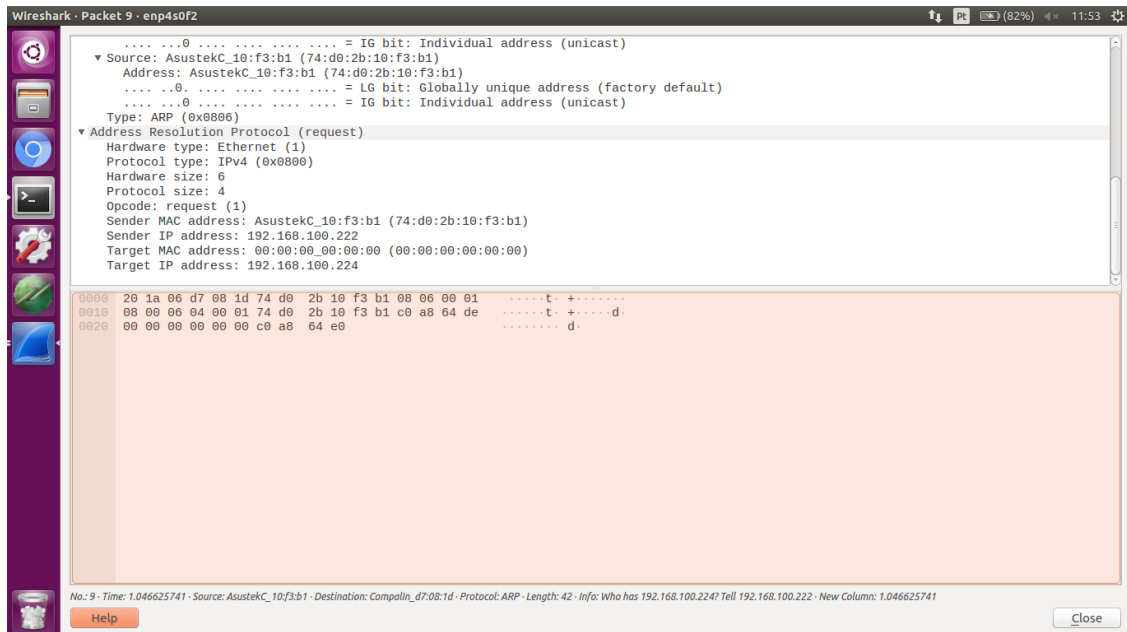 Wireshark · Packet 9 · enp4s0f2
Pt (82%) 11:53
.... ...0 .... .... .... .... = IG bit: Individual address (unicast)
Source: AsustekC_10:f3:b1 (74:d0:2b:10:f3:b1)
Address: AsustekC_10:f3:b1 (74:d0:2b:10:f3:b1)
.... ..0. .... .... .... .... = LG bit: Globally unique address (factory default)
.... ...0 .... .... .... .... = IG bit: Individual address (unicast)
Type: ARP (0x0806)
Address Resolution Protocol (request)
Hardware type: Ethernet (1)
Protocol type: IPv4 (0x0800)
Hardware size: 6
Protocol size: 4
Opcode: request (1)
Sender MAC address: AsustekC_10:f3:b1 (74:d0:2b:10:f3:b1)
Sender IP address: 192.168.100.222
Target MAC address: 00:00:00_00:00:00 (00:00:00:00:00:00)
Target IP address: 192.168.100.224
0000 20 1a 06 d7 08 1d 74 d0 2b 10 f3 b1 08 06 00 01 ·····t· +·······
0010 08 00 06 04 00 01 74 d0 2b 10 f3 b1 c0 a8 64 de ······t· +·····d·
0020 00 00 00 00 00 00 c0 a8 64 e0 ········ d·
No.: 9 · Time: 1.046625741 · Source: AsustekC_10:f3:b1 · Destination: CompalIn_d7:08:1d · Protocol: ARP · Length: 42 · Info: Who has 192.168.100.224? Tell 192.168.100.222 · New Column: 1.046625741
Help
Close